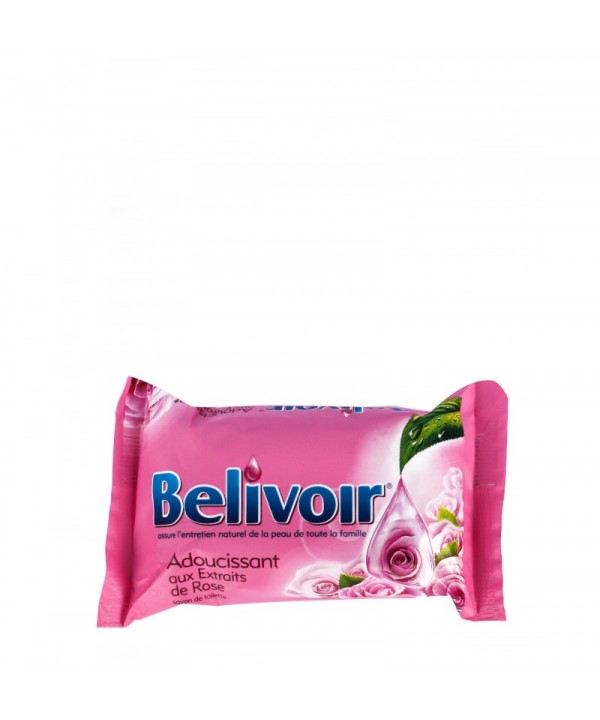 Belivoir®
assure l'entretien naturel de la peau de toute la famille
Adoucissant
aux Extraits
de Rose
savon de toilette